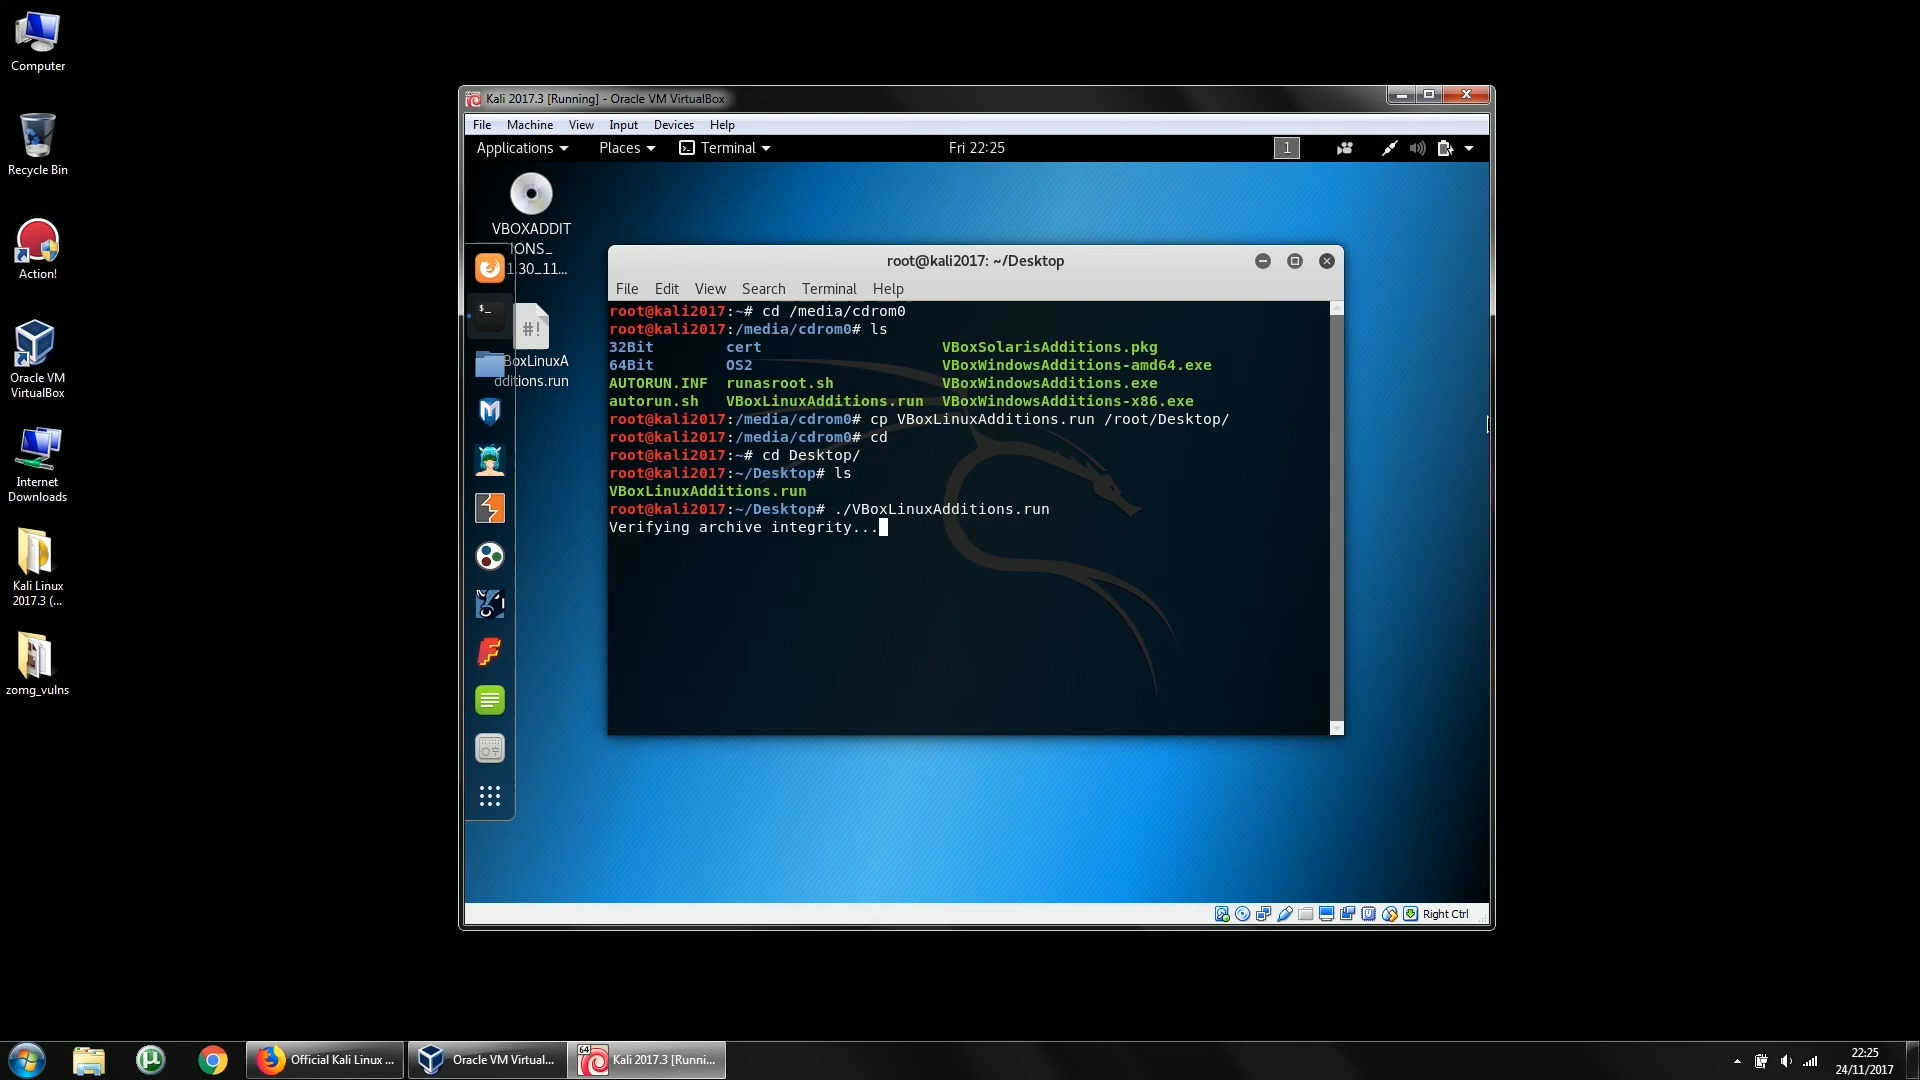 Computer
Recycle Bin
Action!
Oracle VM
VirtualBox
Internet
Downloads
Kali Linux
2017.3 (...
zomg_vulns
Kali 2017.3 [Running] - Oracle VM VirtualBox
File Machine View Input Devices Help
Applications Places Terminal Fri 22:25 1
VBOXADDIT
IONS_
1.30_11...
#!
BoxLinuxA
dditions.run
root@kali2017: ~/Desktop
File Edit View Search Terminal Help
root@kali2017:~# cd /media/cdrom0
root@kali2017:/media/cdrom0# ls
32Bit cert VBoxSolarisAdditions.pkg
64Bit OS2 VBoxWindowsAdditions-amd64.exe
AUTORUN.INF runasroot.sh VBoxWindowsAdditions.exe
autorun.sh VBoxLinuxAdditions.run VBoxWindowsAdditions-x86.exe
root@kali2017:/media/cdrom0# cp VBoxLinuxAdditions.run /root/Desktop/
root@kali2017:/media/cdrom0# cd
root@kali2017:~# cd Desktop/
root@kali2017:~/Desktop# ls
VBoxLinuxAdditions.run
root@kali2017:~/Desktop# ./VBoxLinuxAdditions.run
Verifying archive integrity...
Right Ctrl
Official Kali Linux ...
Oracle VM Virtual...
64
Kali 2017.3 [Runni...
22:25
24/11/2017